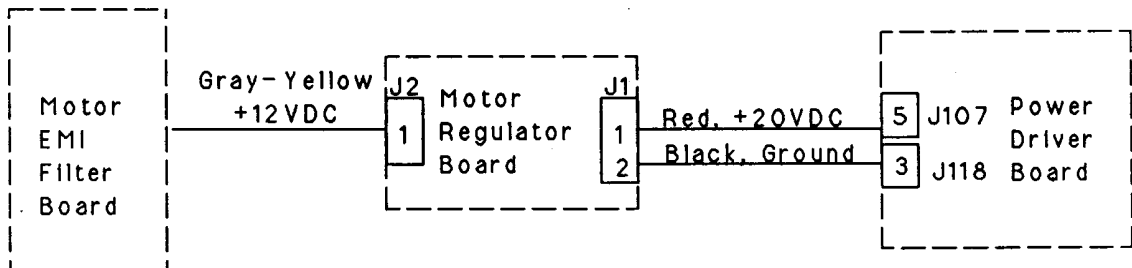 Motor
EMI
Filter
Board
Gray-Yellow
+12VDC
J2
1
Motor
Regulator
Board
J1
1
2
Red, +20VDC
Black, Ground
5
J107
3
J118
Power
Driver
Board